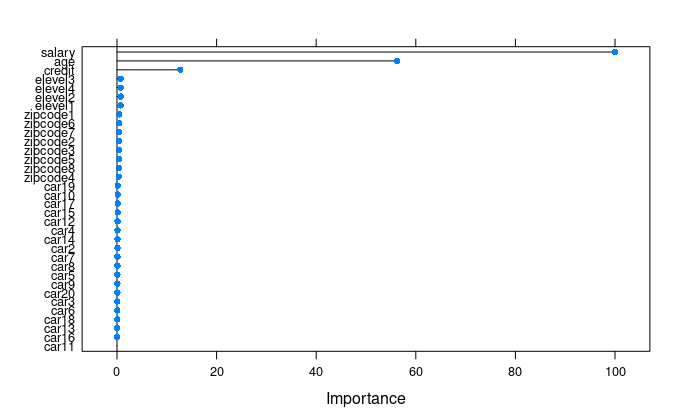 salary
age
credit
elevel3
elevel4
elevel2
elevel1
zipcode1
zipcode6
zipcode7
zipcode2
zipcode3
zipcode5
zipcode8
zipcode4
car19
car10
car17
car15
car12
car4
car14
car2
car7
car8
car5
car9
car20
car3
car6
car18
car13
car16
car11
0 20 40 60 80 100
Importance